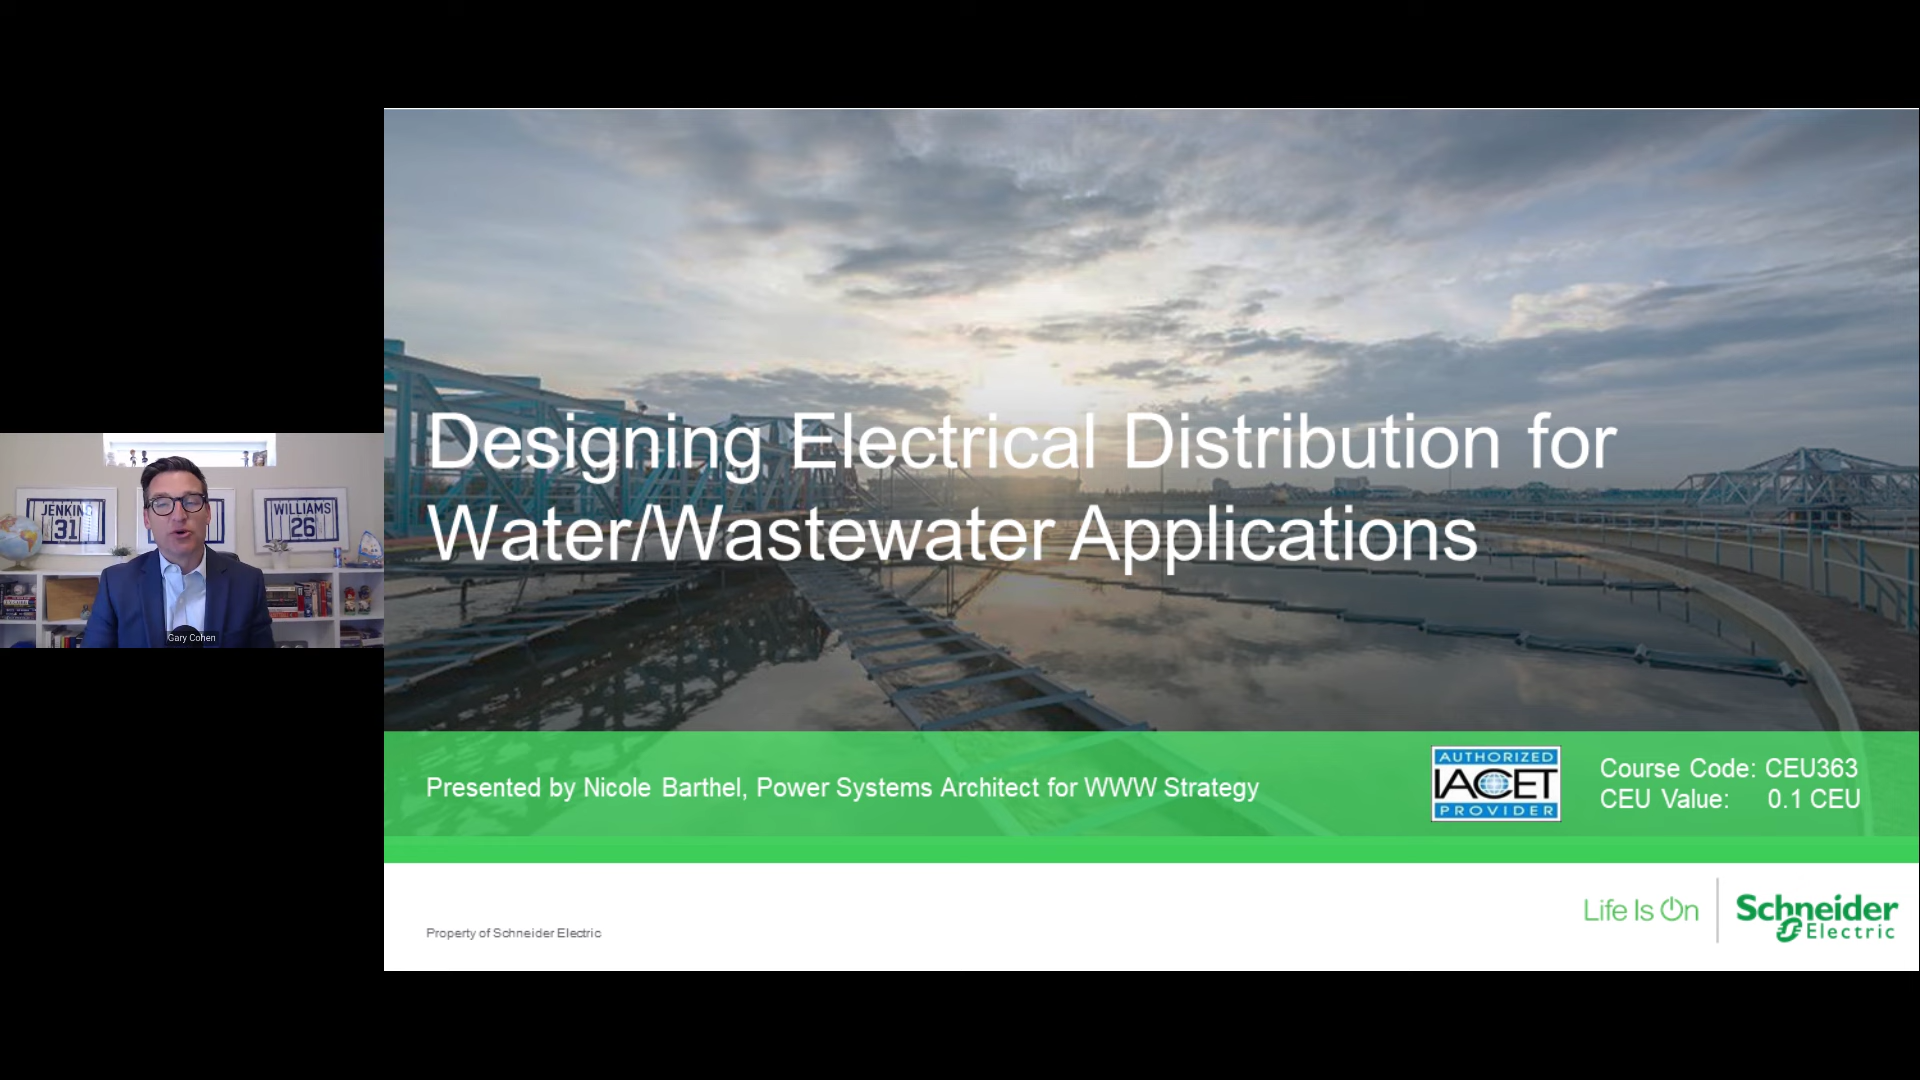 JENKINS
31
WILLIAMS
26
Gary Cohen
Designing Electrical Distribution for
Water/Wastewater Applications
Presented by Nicole Barthel, Power Systems Architect for WWW Strategy
AUTHORIZED
IACET
PROVIDER
Course Code: CEU363
CEU Value: 0.1 CEU
Property of Schneider Electric
Life Is On
Schneider
Electric